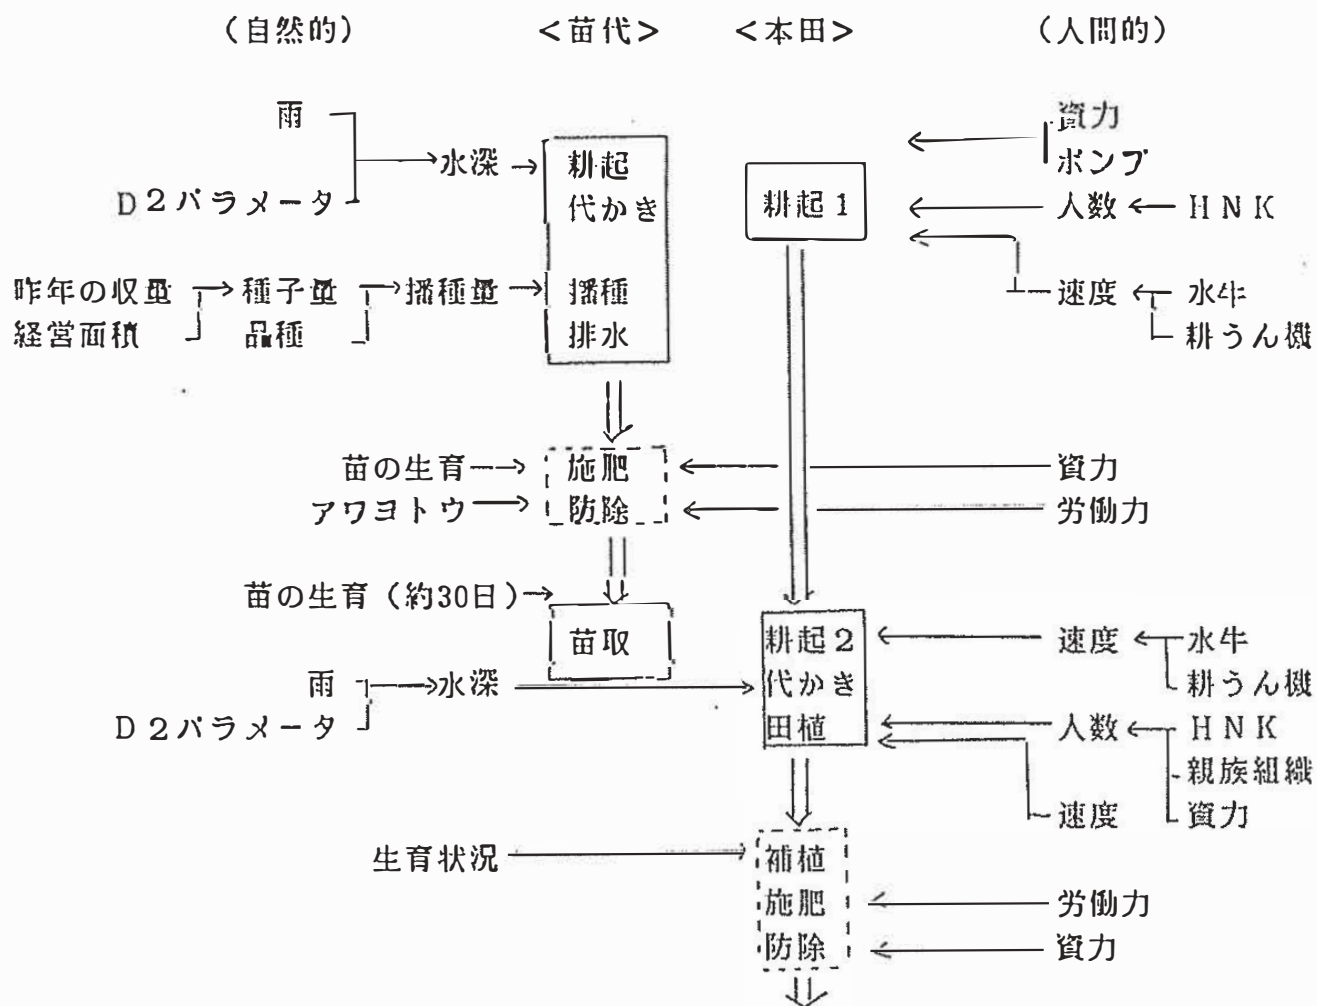 (自然的) <苗代> <本田> (人間的)
雨 資力
水深 耕起 ポンプ
D2パラメータ 代かき 耕起1 人数 HNK
昨年の収量 種子量 播種量 播種 速度 水牛
経営面積 品種 排水 耕うん機
苗の生育 施肥 資力
アワヨトウ 防除 労働力
苗の生育(約30日)
苗取 耕起2 速度 水牛
雨 水深 代かき 耕うん機
D2パラメータ 田植 人数 HNK
親族組織
速度 資力
生育状況 補植
施肥 労働力
防除 資力